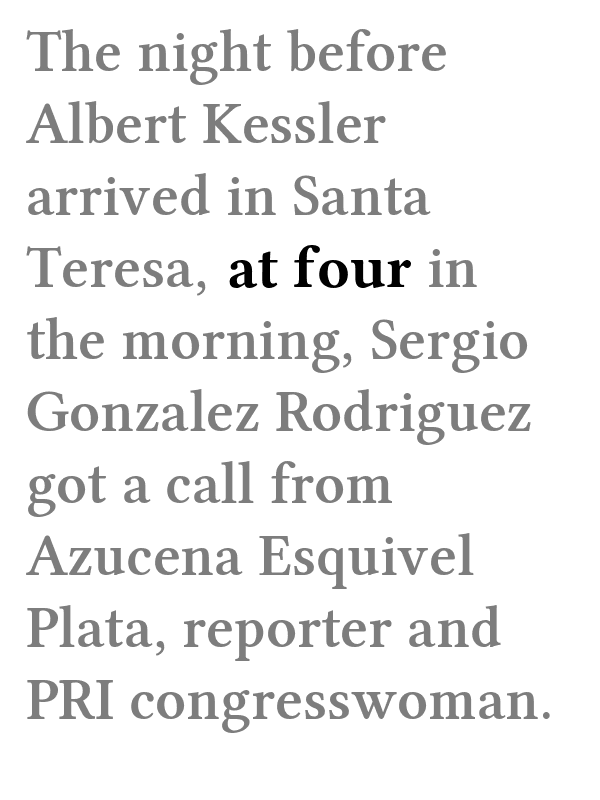 The night before
Albert Kessler
arrived in Santa
Teresa, at four in
the morning, Sergio
Gonzalez Rodriguez
got a call from
Azucena Esquivel
Plata, reporter and
PRI congresswoman.